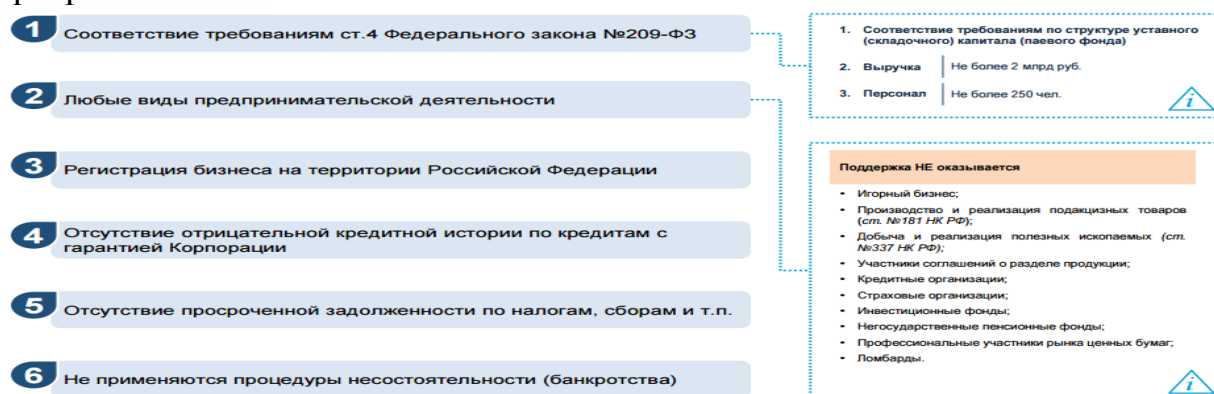 1 Соответствие требованиям ст.4 Федерального закона №209-ФЗ
2 Любые виды предпринимательской деятельности
3 Регистрация бизнеса на территории Российской Федерации
4 Отсутствие отрицательной кредитной истории по кредитам с
гарантией Корпорации
5 Отсутствие просроченной задолженности по налогам, сборам и т.п.
6 Не применяются процедуры несостоятельности (банкротства)
1. Соответствие требованиям по структуре уставного
(складочного) капитала (паевого фонда)
2. Выручка Не более 2 млрд руб.
3. Персонал Не более 250 чел.
i
Поддержка НЕ оказывается
• Игорный бизнес;
• Производство и реализация подакцизных товаров
(ст. №181 НК РФ);
• Добыча и реализация полезных ископаемых (ст.
№337 НК РФ);
• Участники соглашений о разделе продукции;
• Кредитные организации;
• Страховые организации;
• Инвестиционные фонды;
• Негосударственные пенсионные фонды;
• Профессиональные участники рынка ценных бумаг;
• Ломбарды.
i